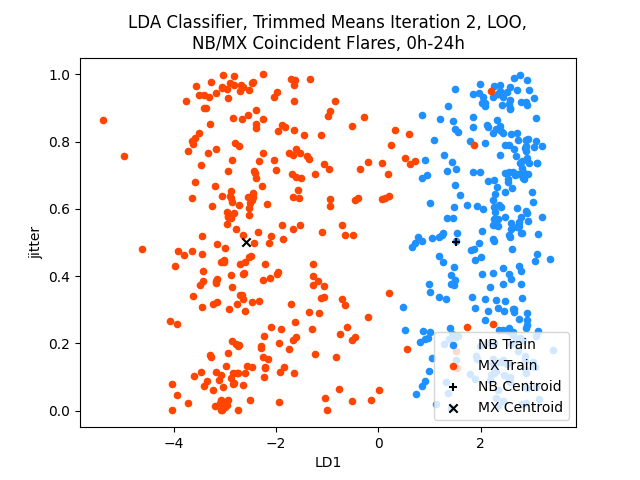 LDA Classifier, Trimmed Means Iteration 2, LOO,
NB/MX Coincident Flares, 0h-24h
1.0
0.8
0.6
0.4
0.2
0.0
jitter
−4
−2
0
2
LD1
NB Train
MX Train
NB Centroid
MX Centroid